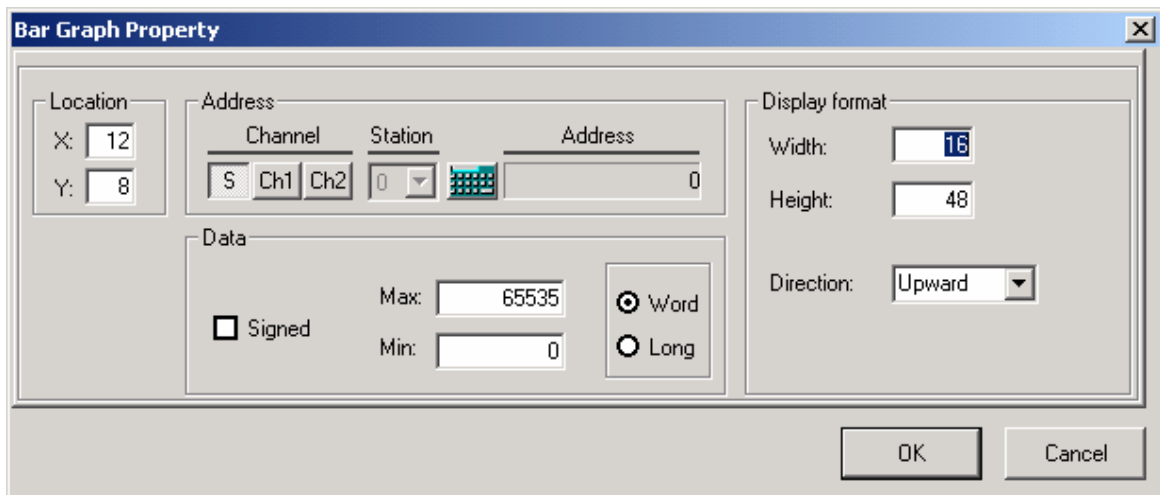 Bar Graph Property
Location
X: 12
Y: 8
Address
Channel Station Address
S Ch1 Ch2 0 0
Data
Signed
Max: 65535
Min: 0
Word
Long
Display format
Width: 16
Height: 48
Direction: Upward
OK Cancel